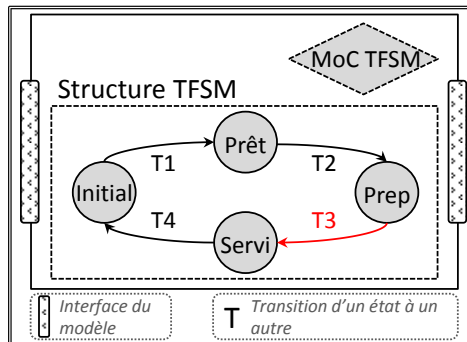 MoC TFSM
Structure TFSM
Prêt
T1
T2
Initial
Prep
T4
T3
Servi
Interface du
modèle
T
Transition d'un état à un
autre